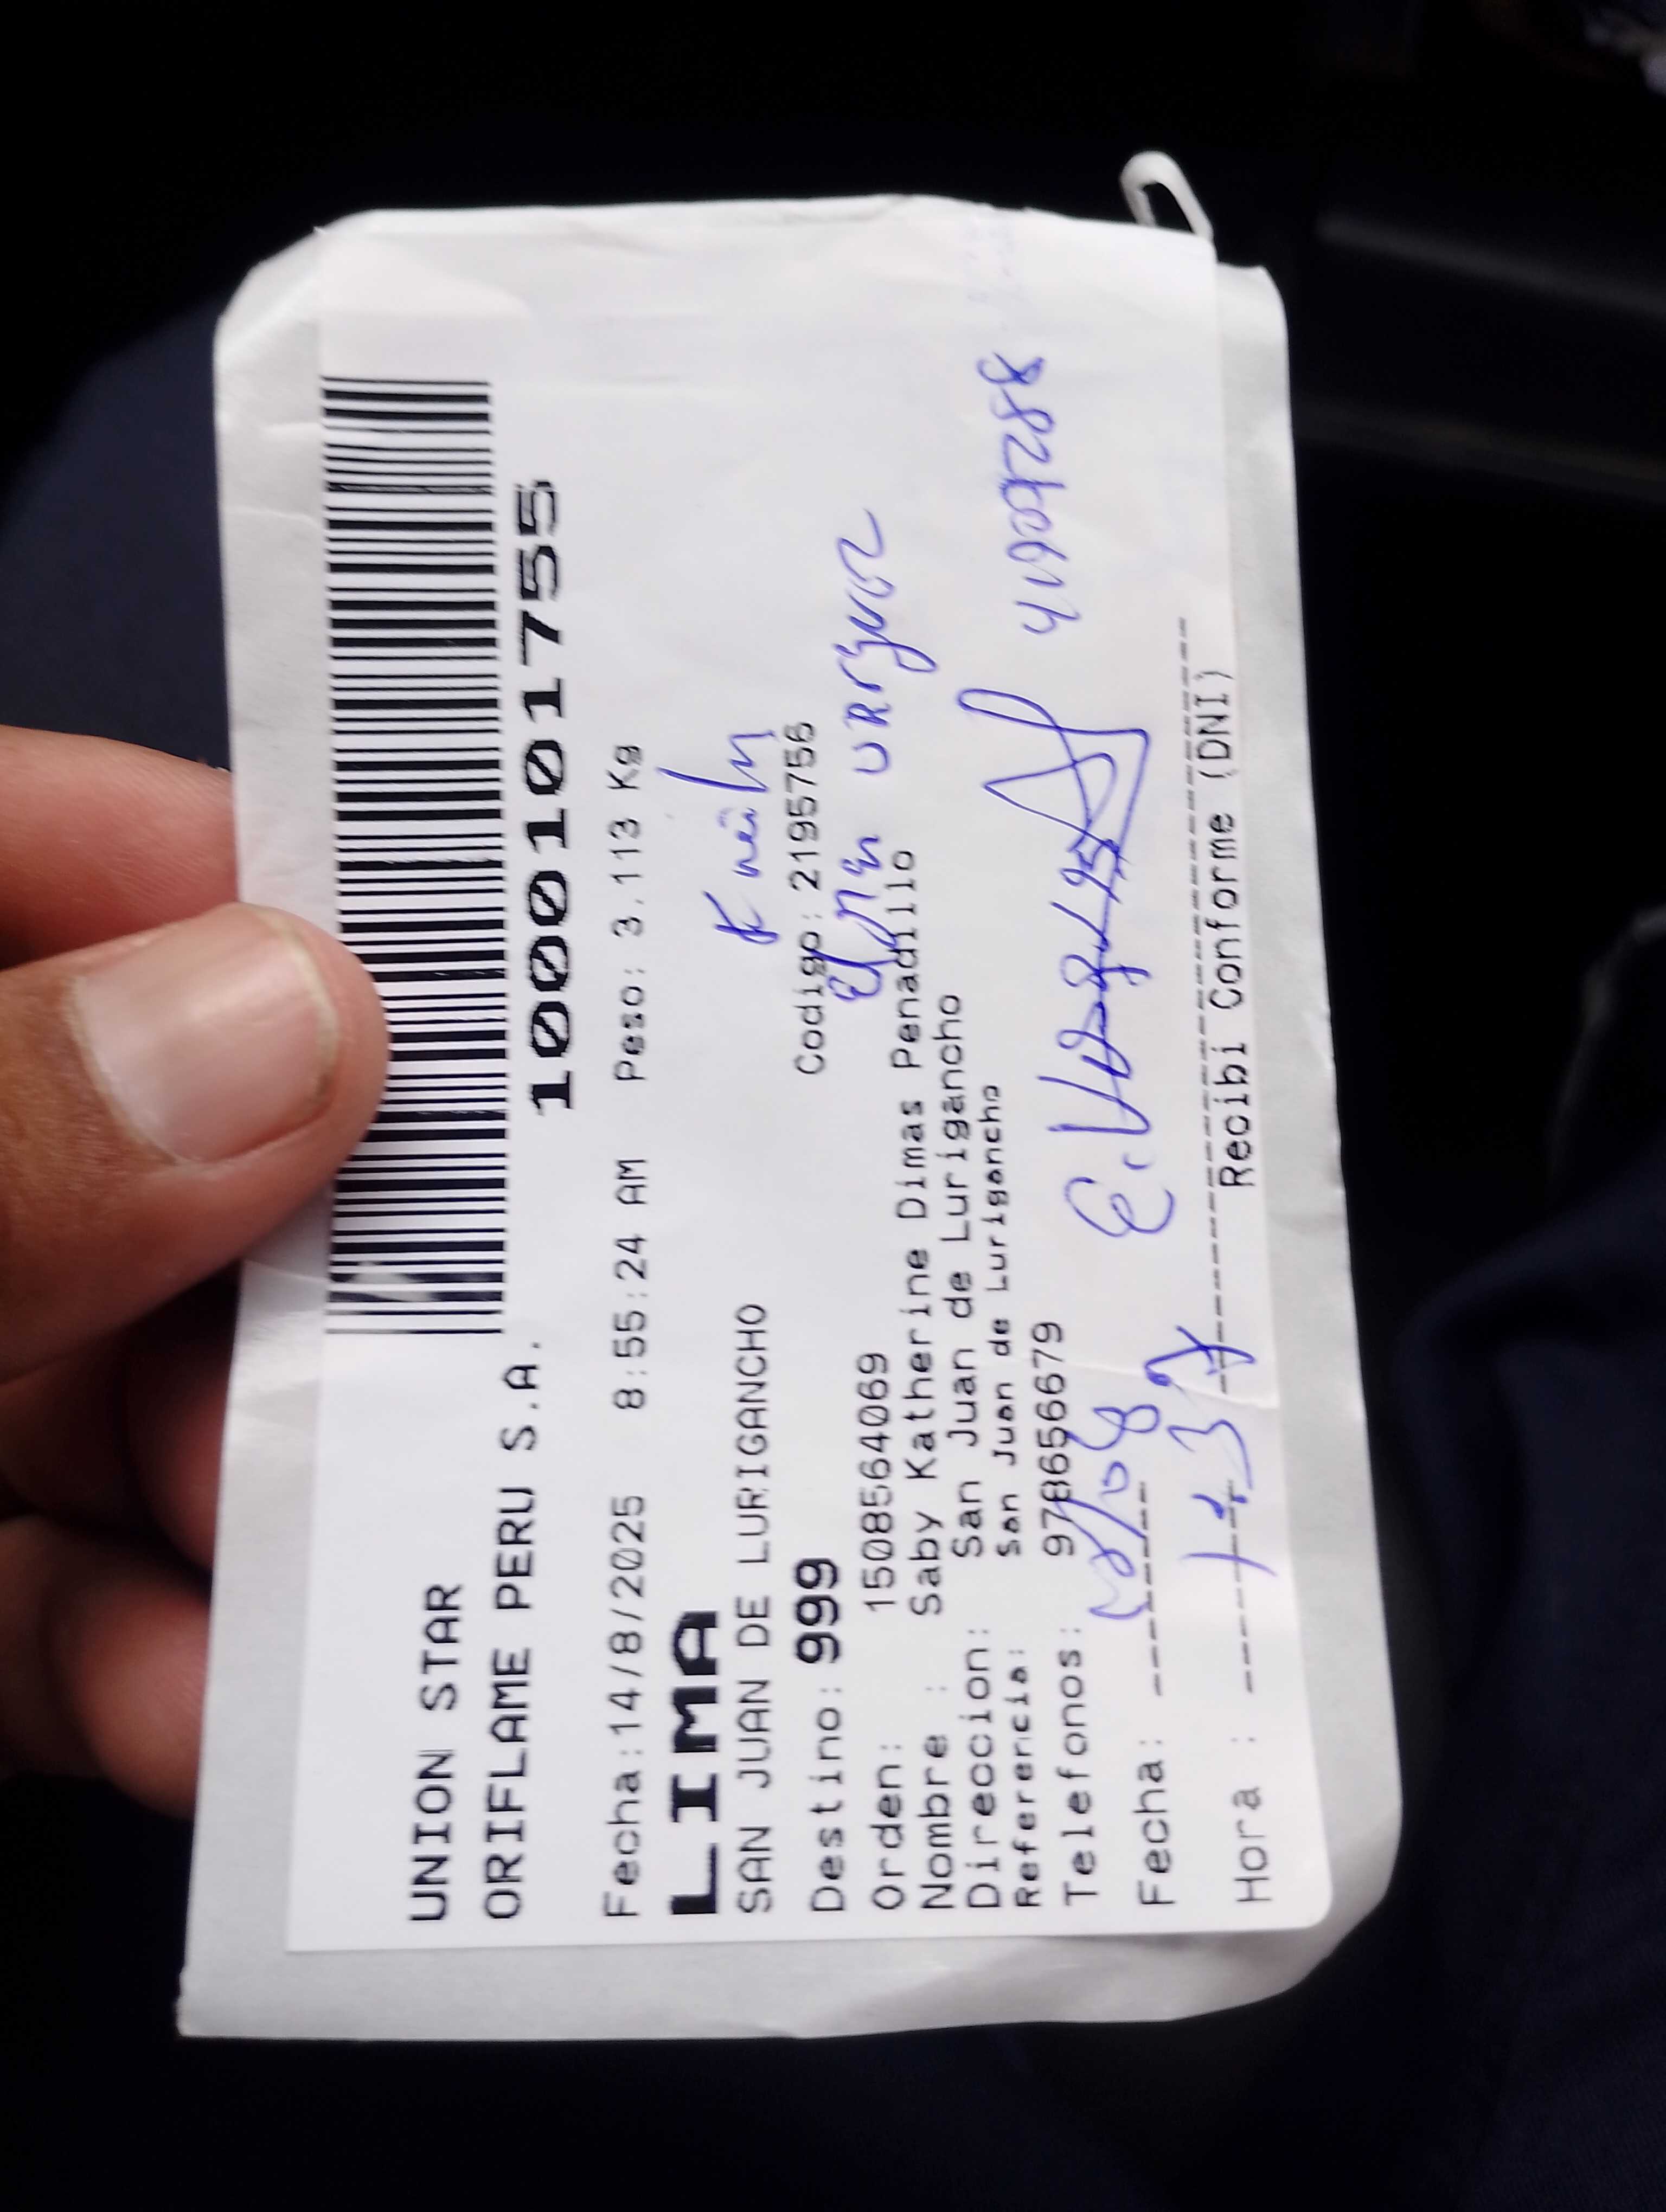 UNION STAR
ORIFLAME PERU S.A.
1000101755
Fecha:14/8/2025 8:55:24 AM Peso: 3.113 Kg
LIMA
SAN JUAN DE LURIGANCHO
Destino: 999 Codigo: 2195756
Orden: 1508564069
Nombre : Saby Katherine Dimas Penadillo
Direccion: San Juan de Lurigancho
Referencia: San Juan de Lurigancho
Telefonos: 978656679
Fecha:
Hora :
Recibi Conforme (DNI)